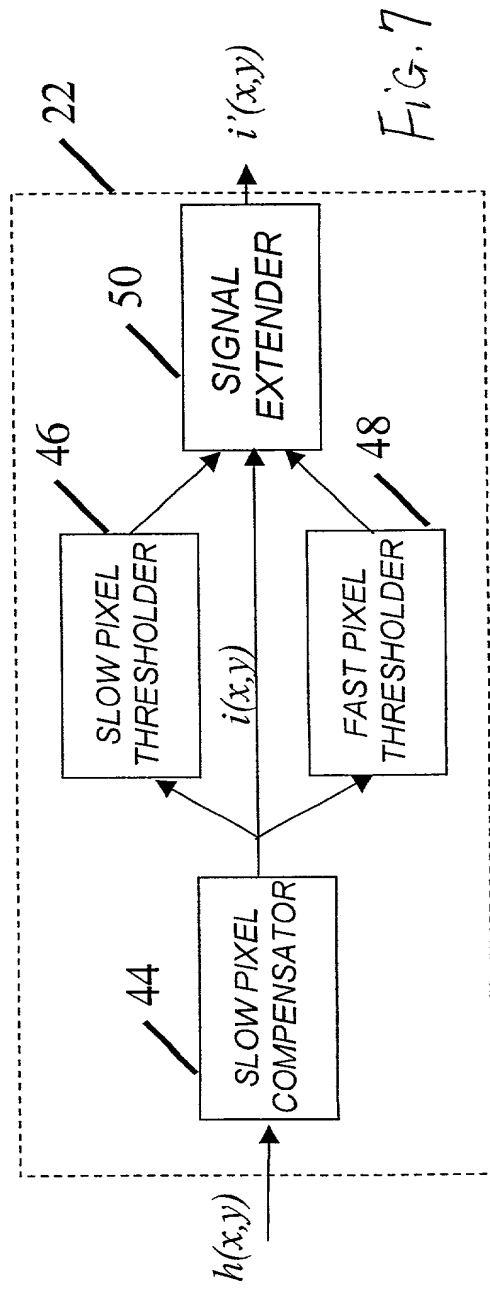 h(x,y)
44
SLOW PIXEL
COMPENSATOR
46
SLOW PIXEL
THRESHOLDER
i(x,y)
FAST PIXEL
THRESHOLDER
48
50
SIGNAL
EXTENDER
22
i'(x,y)
FiG. 7